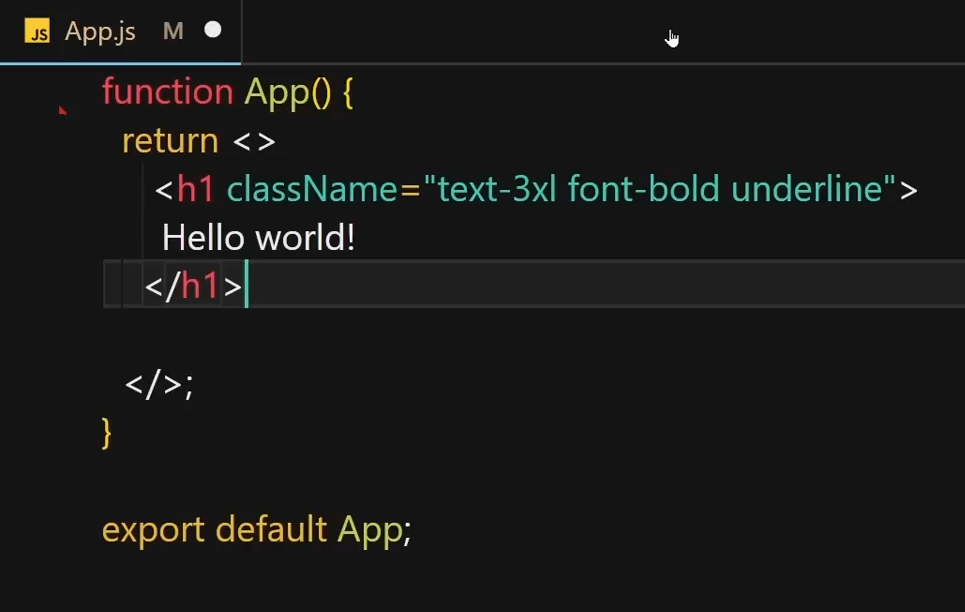 JS App.js M
function App() {
return <>
<h1 className="text-3xl font-bold underline">
Hello world!
</h1>
</>;
}
export default App;